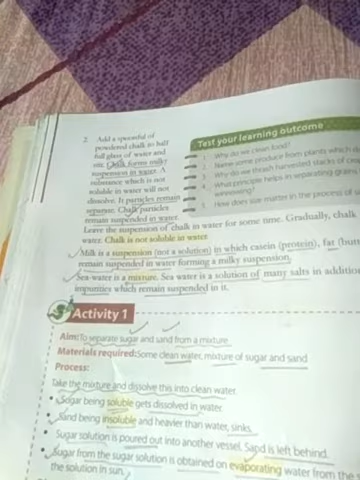 2. Add a spoonful of
powdered chalk to half
full glass of water and
stir. Chalk forms milky
suspension in water. A
substance which is not
soluble in water will not
dissolve. It particles remain
separate. Chalk particles
remain suspended in water.
Leave the suspension of chalk in water for some time. Gradually, chalk
water. Chalk is not soluble in water.
Milk is a suspension (not a solution) in which casein (protein), fat
remain suspended in water forming a milky suspension.
Sea-water is a mixture. Sea water is a solution of many salts in addition
impurities which remain suspended in it.
Test your learning outcome
1. Why do we clean food?
2. Name some produce from plants which
3. Why do we thrash harvested stacks of
4. What principle helps in separating grains
winnowing?
5. How does size matter in the process of
Activity 1
Aim: To separate sugar and sand from a mixture
Materials required: Some clean water, mixture of sugar and sand
Process:
Take the mixture and dissolve this into clean water.
• Sugar being soluble gets dissolved in water.
• Sand being insoluble and heavier than water, sinks.
• Sugar solution is poured out into another vessel. Sand is left behind.
• Sugar from the sugar solution is obtained on evaporating water from the
the solution in sun.